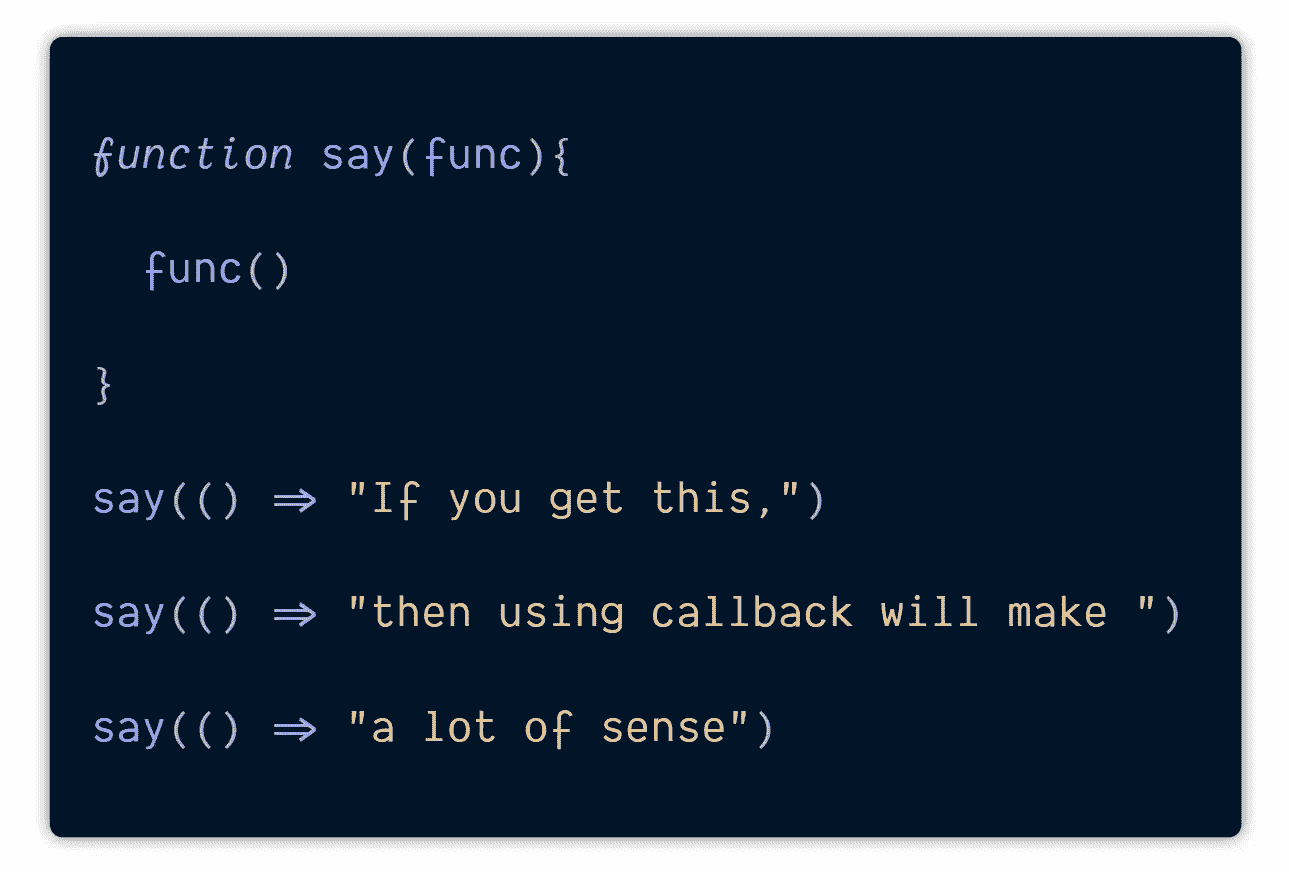 function say(func){
func()
}
say(() => "If you get this,")
say(() => "then using callback will make ")
say(() => "a lot of sense")